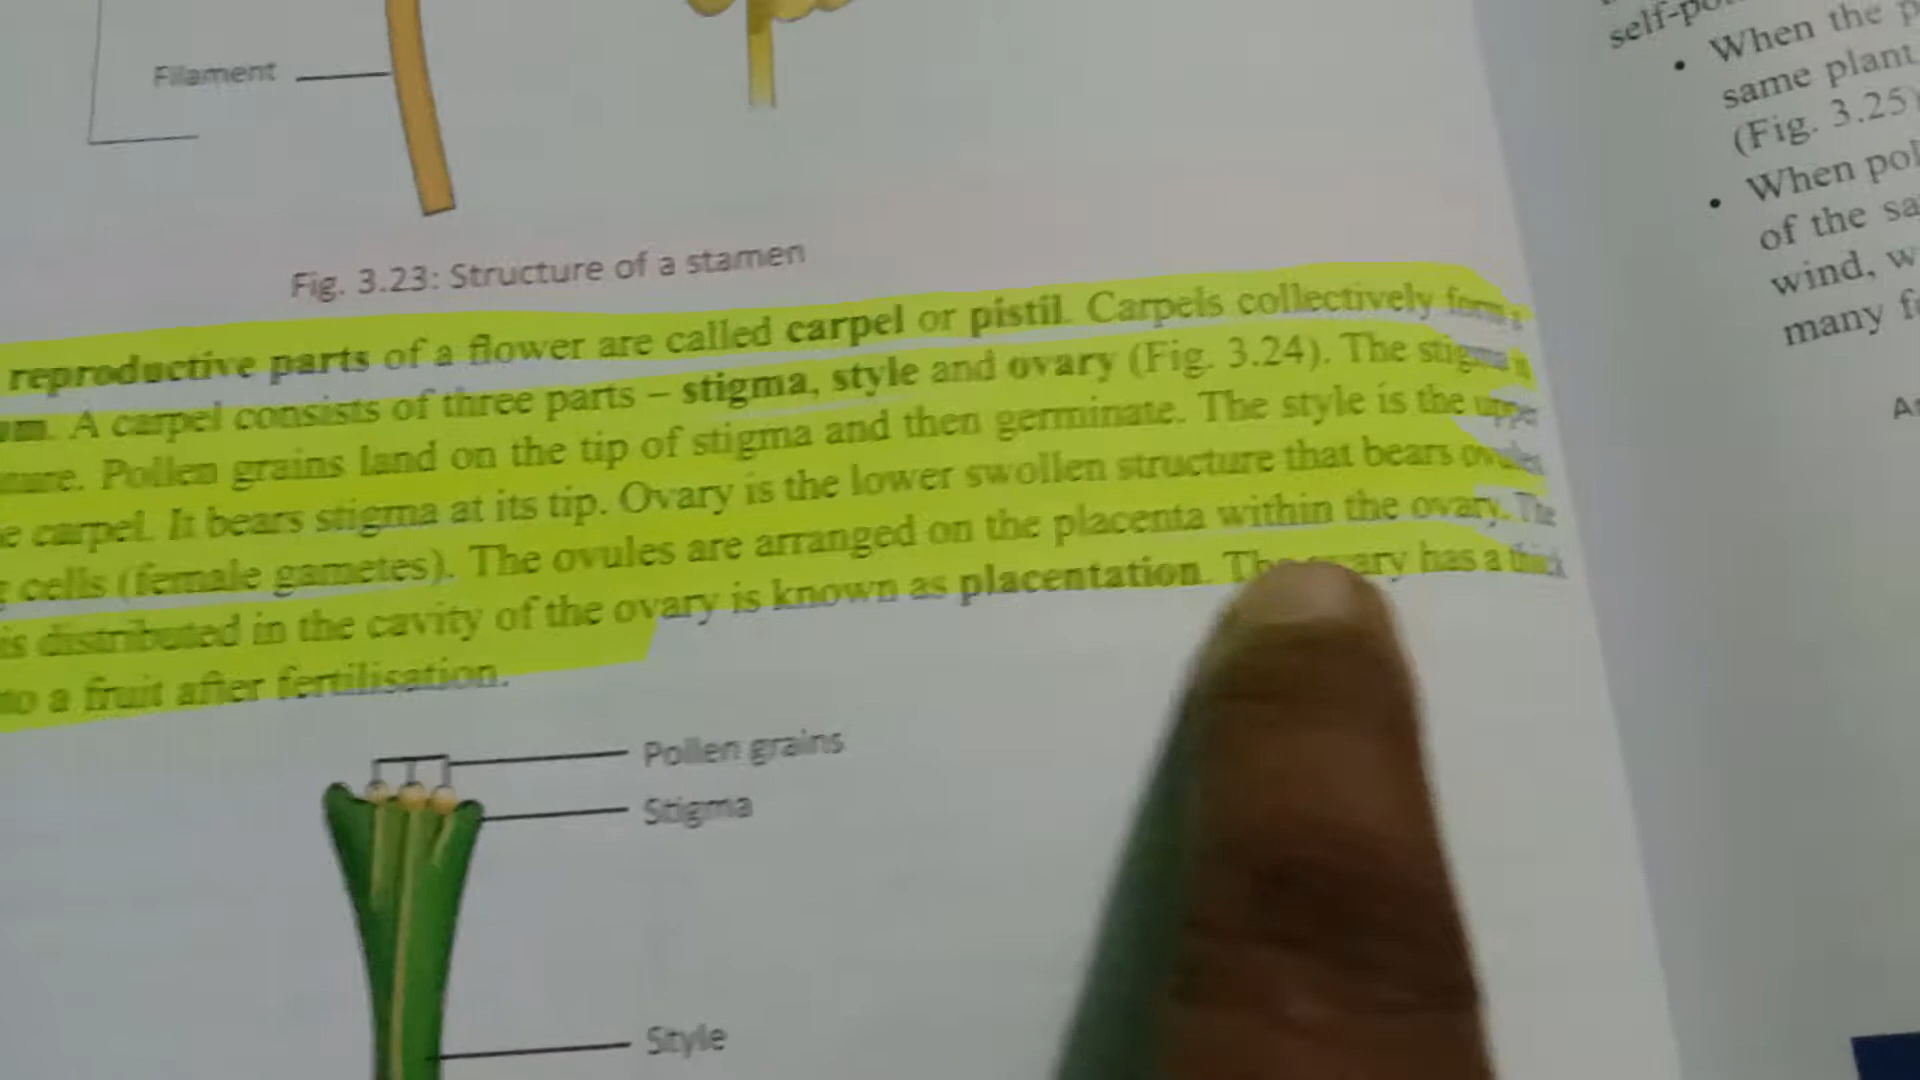 Filament
Fig. 3.23: Structure of a stamen
reproductive parts of a flower are called carpel or pistil. Carpels collectively form a
A carpel consists of three parts – stigma, style and ovary (Fig. 3.24). The stigma is
Pollen grains land on the tip of stigma and then germinate. The style is the upper
carpel. It bears stigma at its tip. Ovary is the lower swollen structure that bears ovules
cells (female gametes). The ovules are arranged on the placenta within the ovary. The
is distributed in the cavity of the ovary is known as placentation. The ovary has a thick
to a fruit after fertilisation.
Pollen grains
Stigma
Style
• When the
same plant
(Fig. 3.25)
• When
of the
wind,
many